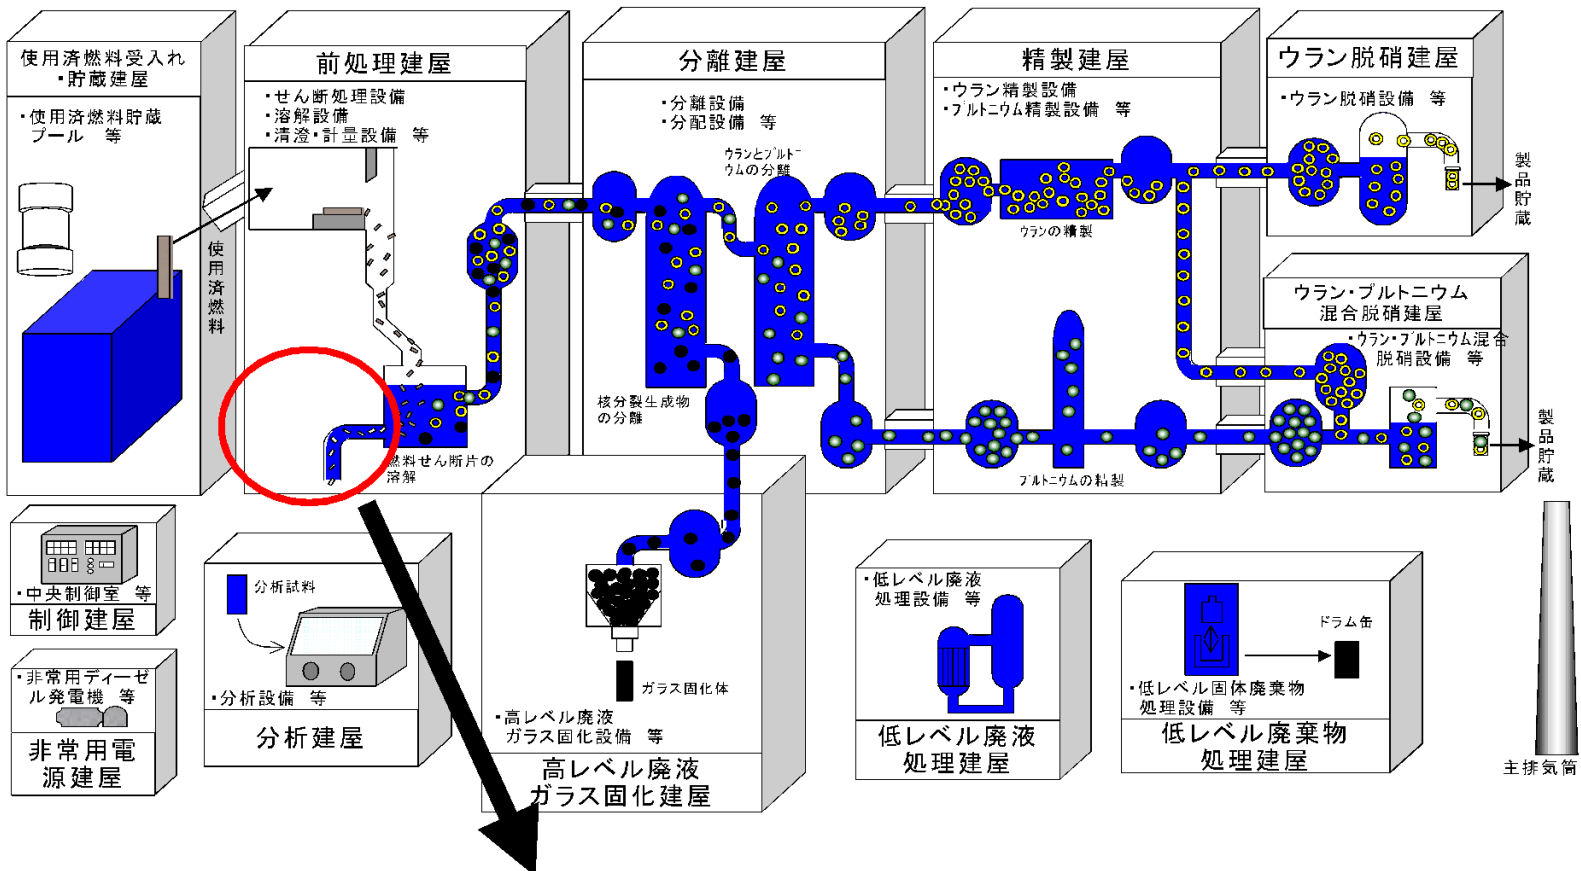 使用済燃料受入れ
・貯蔵建屋
・使用済燃料貯蔵
プール 等
使用済燃料
前処理建屋
・せん断処理設備
・溶解設備
・清澄・計量設備 等
燃料せん断片の
溶解
分離建屋
・分離設備
・分配設備 等
ウランとプルトニ
ウムの分離
核分裂生成物
の分離
精製建屋
・ウラン精製設備
・プルトニウム精製設備 等
ウランの精製
プルトニウムの精製
ウラン脱硝建屋
・ウラン脱硝設備 等
製品貯蔵
ウラン・プルトニウム
混合脱硝建屋
・ウラン・プルトニウム混合
脱硝設備 等
製品貯蔵
・中央制御室 等
制御建屋
・非常用ディーゼ
ル発電機 等
非常用電
源建屋
分析試料
・分析設備 等
分析建屋
ガラス固化体
・高レベル廃液
ガラス固化設備 等
高レベル廃液
ガラス固化建屋
・低レベル廃液
処理設備 等
低レベル廃液
処理建屋
ドラム缶
・低レベル固体廃棄物
処理設備 等
低レベル廃棄物
処理建屋
主排気筒